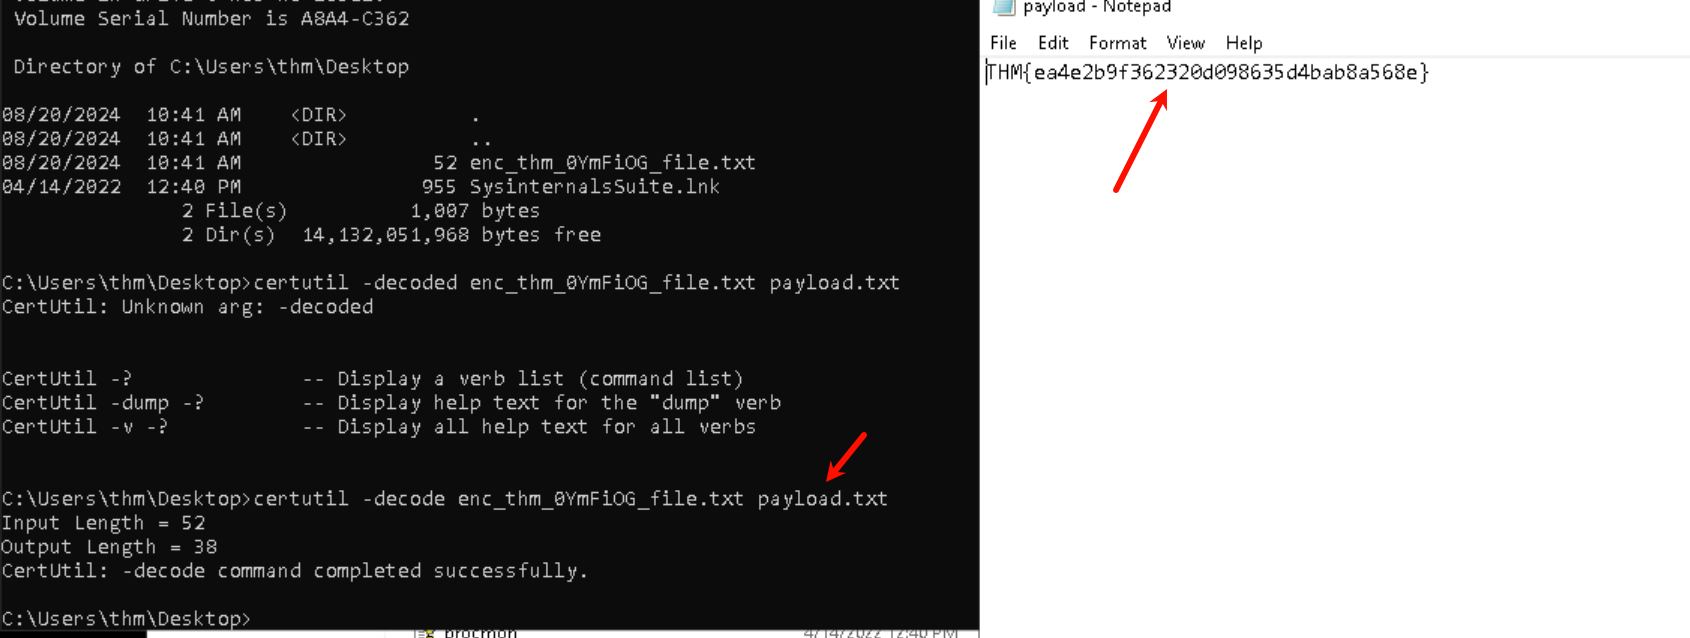 Volume Serial Number is A8A4-C362
Directory of C:\Users\thm\Desktop
08/20/2024 10:41 AM <DIR> .
08/20/2024 10:41 AM <DIR> ..
08/20/2024 10:41 AM 52 enc_thm_0YmFiOG_file.txt
04/14/2022 12:40 PM 955 SysinternalsSuite.lnk
2 File(s) 1,007 bytes
2 Dir(s) 14,132,051,968 bytes free
C:\Users\thm\Desktop>certutil -decoded enc_thm_0YmFiOG_file.txt payload.txt
CertUtil: Unknown arg: -decoded
CertUtil -? -- Display a verb list (command list)
CertUtil -dump -? -- Display help text for the "dump" verb
CertUtil -v -? -- Display all help text for all verbs
C:\Users\thm\Desktop>certutil -decode enc_thm_0YmFiOG_file.txt payload.txt
Input Length = 52
Output Length = 38
CertUtil: -decode command completed successfully.
C:\Users\thm\Desktop>
procmon
4/14/2022 12:40 PM
payload - Notepad
File Edit Format View Help
THM{ea4e2b9f362320d098635d4bab8a568e}